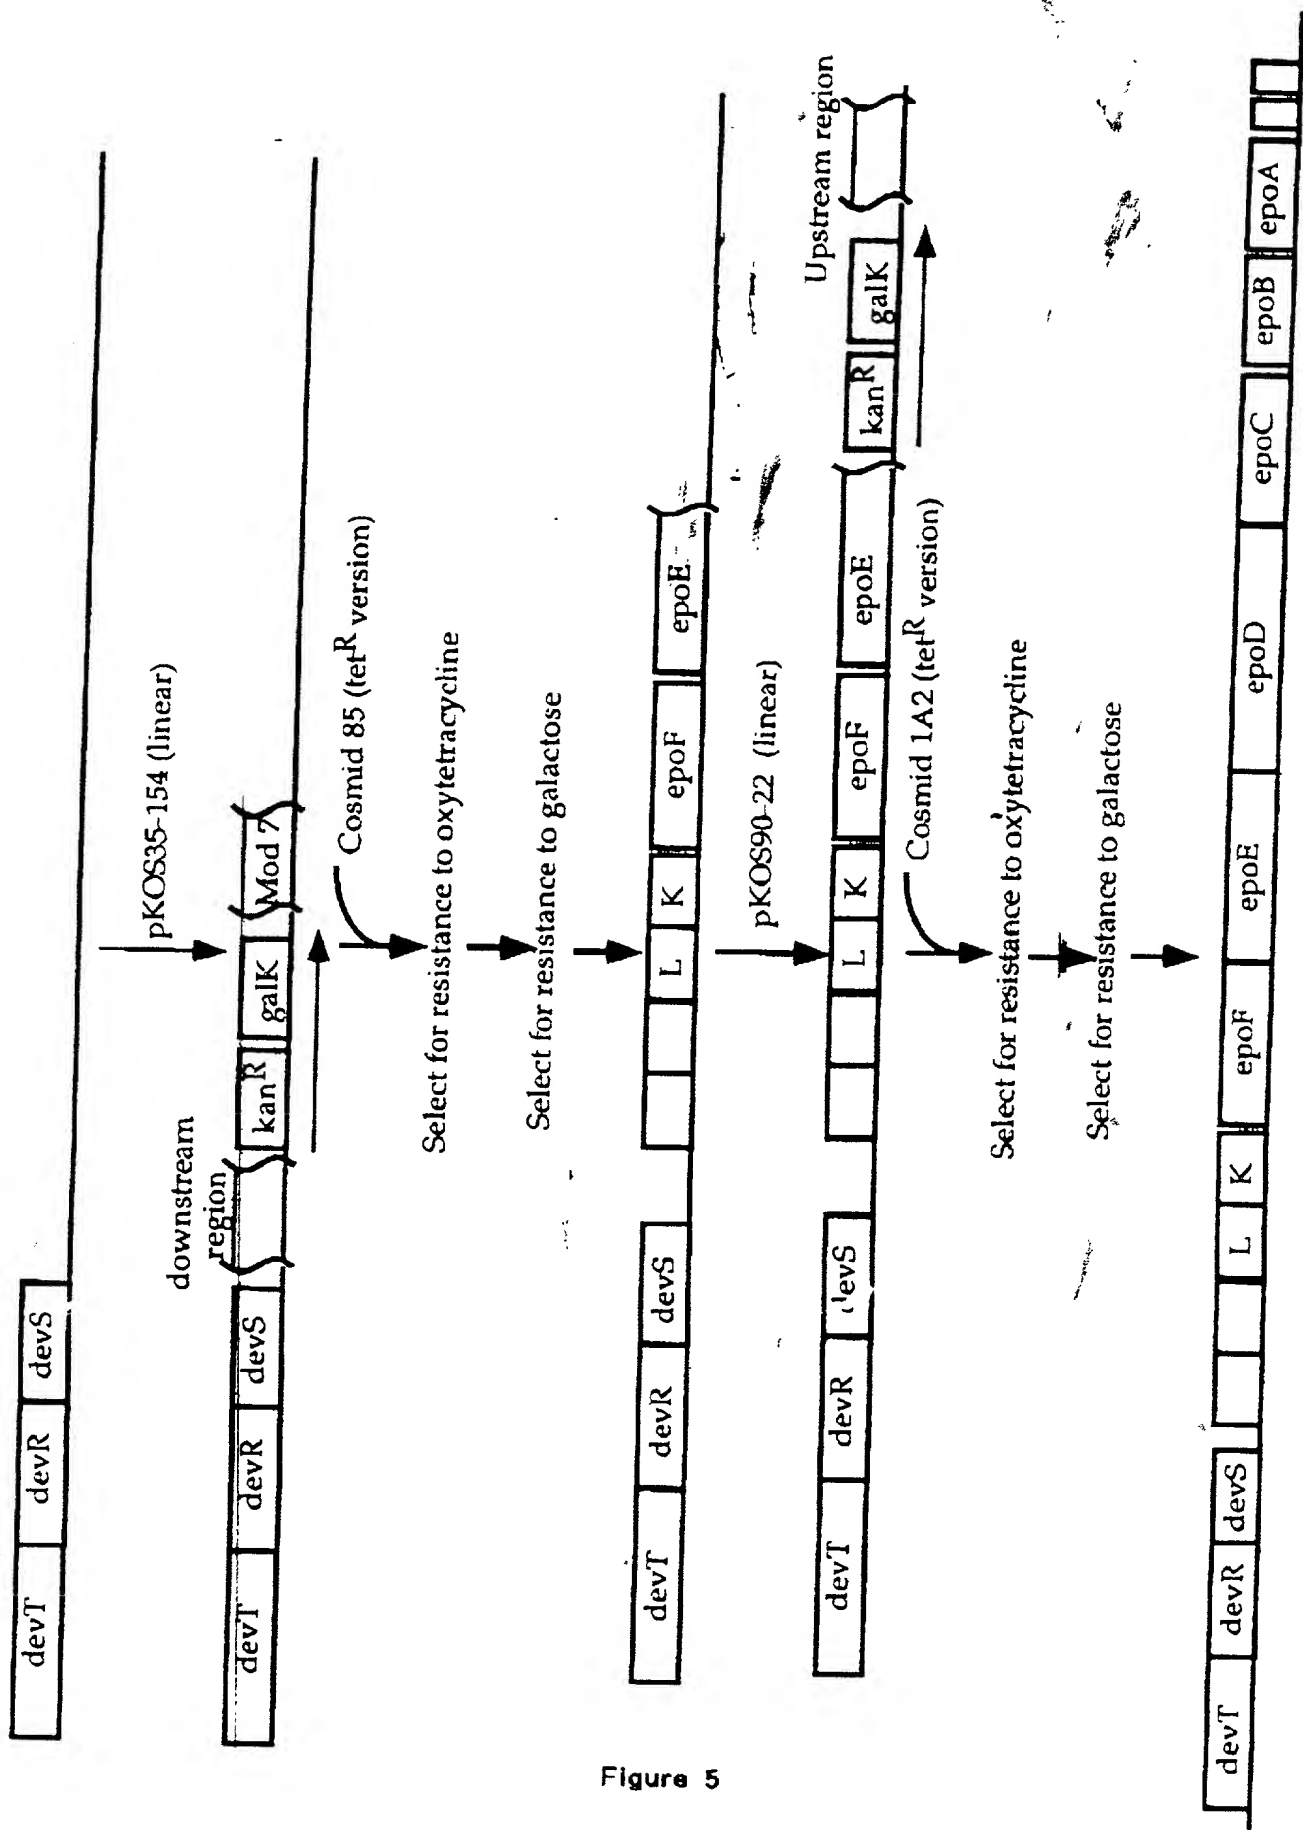 devT devR devS
pKOS35-154 (linear)
downstream
region
devT devR devS kanR galK Mod 7
Cosmid 85 (tetR version)
Select for resistance to oxytetracycline
Select for resistance to galactose
devT devR devS L K epoF epoE
pKOS90-22 (linear)
Upstream region
devT devR devS L K epoF epoE kanR galK
Cosmid 1A2 (tetR version)
Select for resistance to oxytetracycline
Select for resistance to galactose
devT devR devS L K epoF epoE epoD epoC epoB epoA
Figure 5